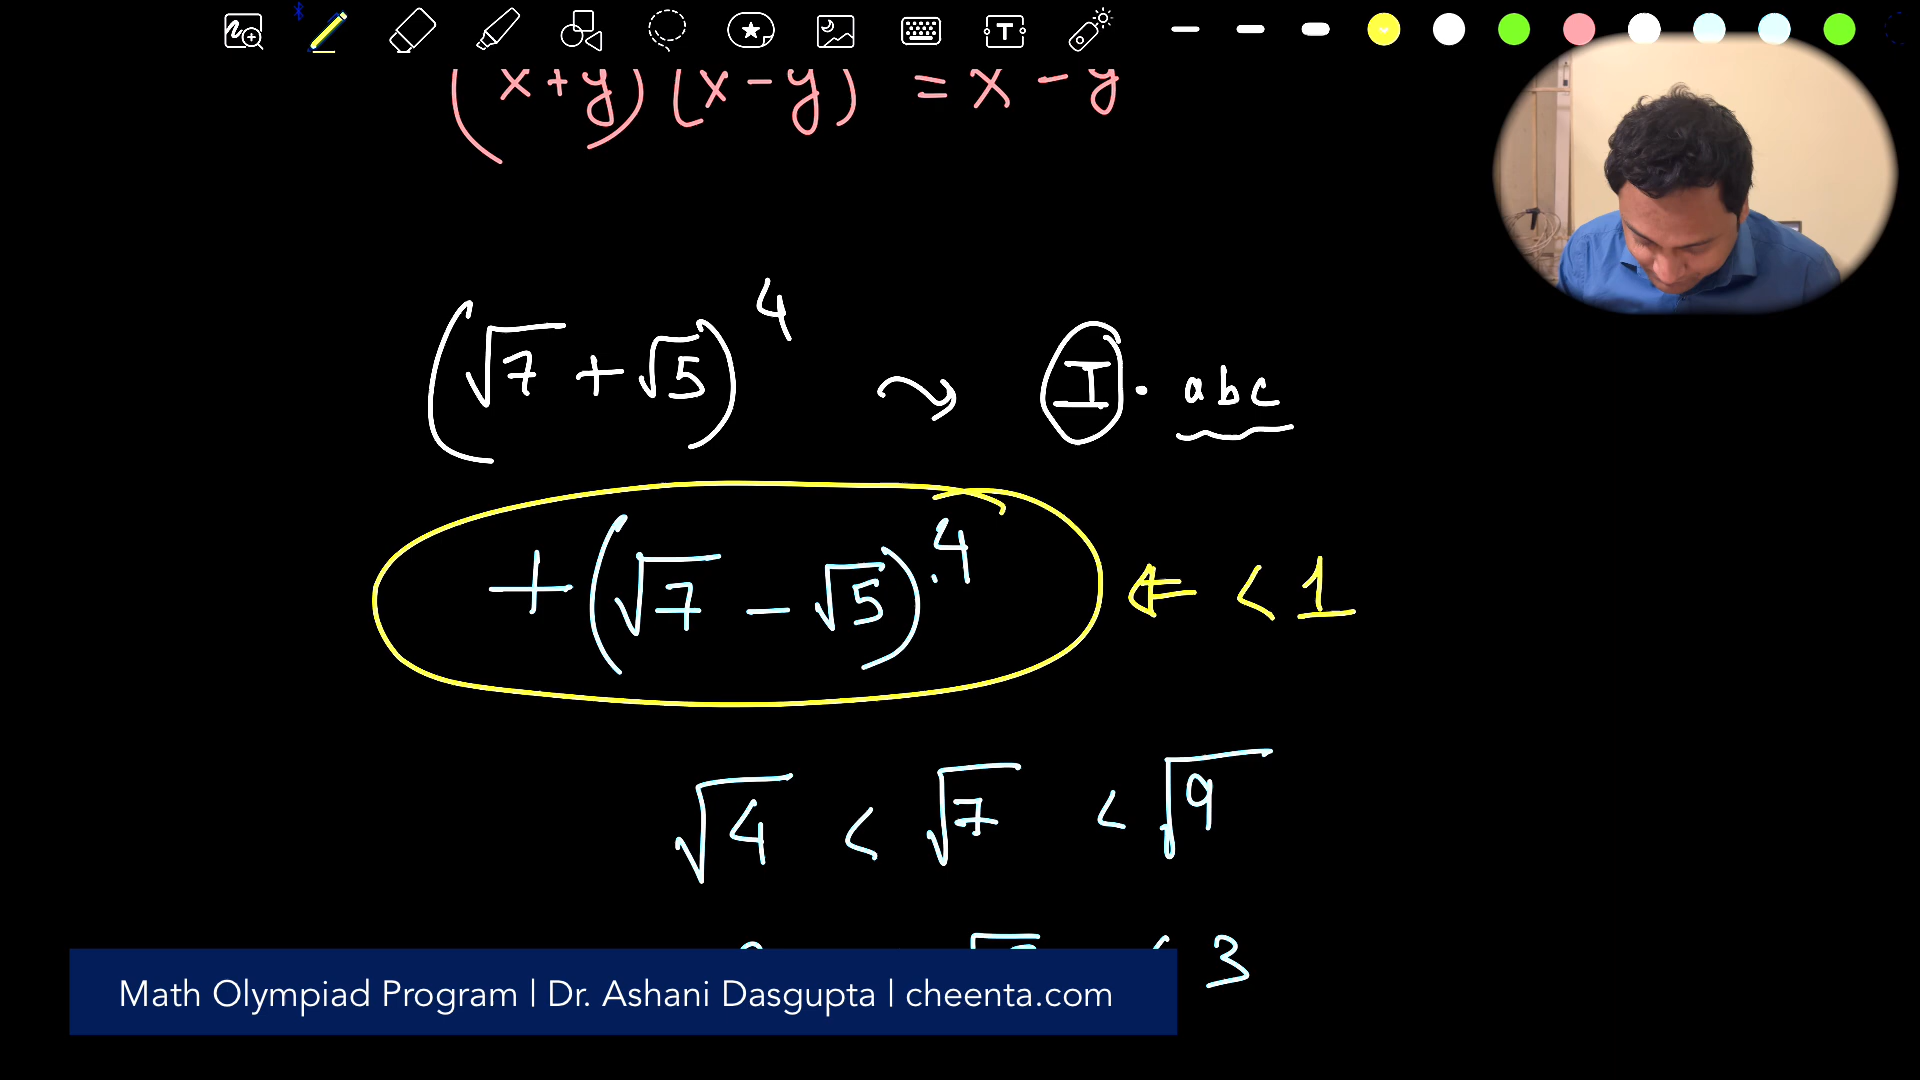 (x+y)(x-y) = x - y
(√7 + √5)^4 ⤳ I. abc
+(√7 - √5)^.4 ⇐ < 1
√4 < √7 < √9
< 3
Math Olympiad Program | Dr. Ashani Dasgupta | cheenta.com